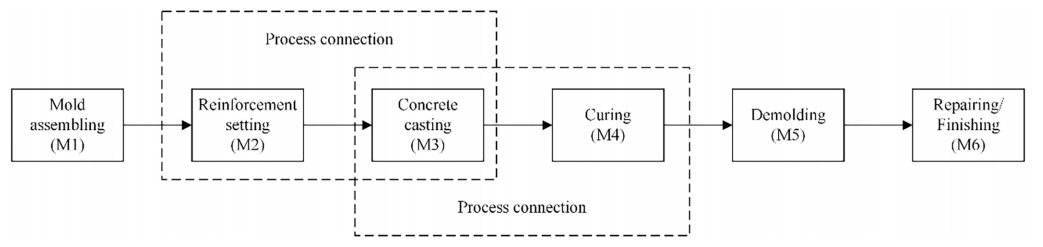 Process connection
Mold
assembling
(M1)
Reinforcement
setting
(M2)
Concrete
casting
(M3)
Curing
(M4)
Demolding
(M5)
Repairing/
Finishing
(M6)
Process connection